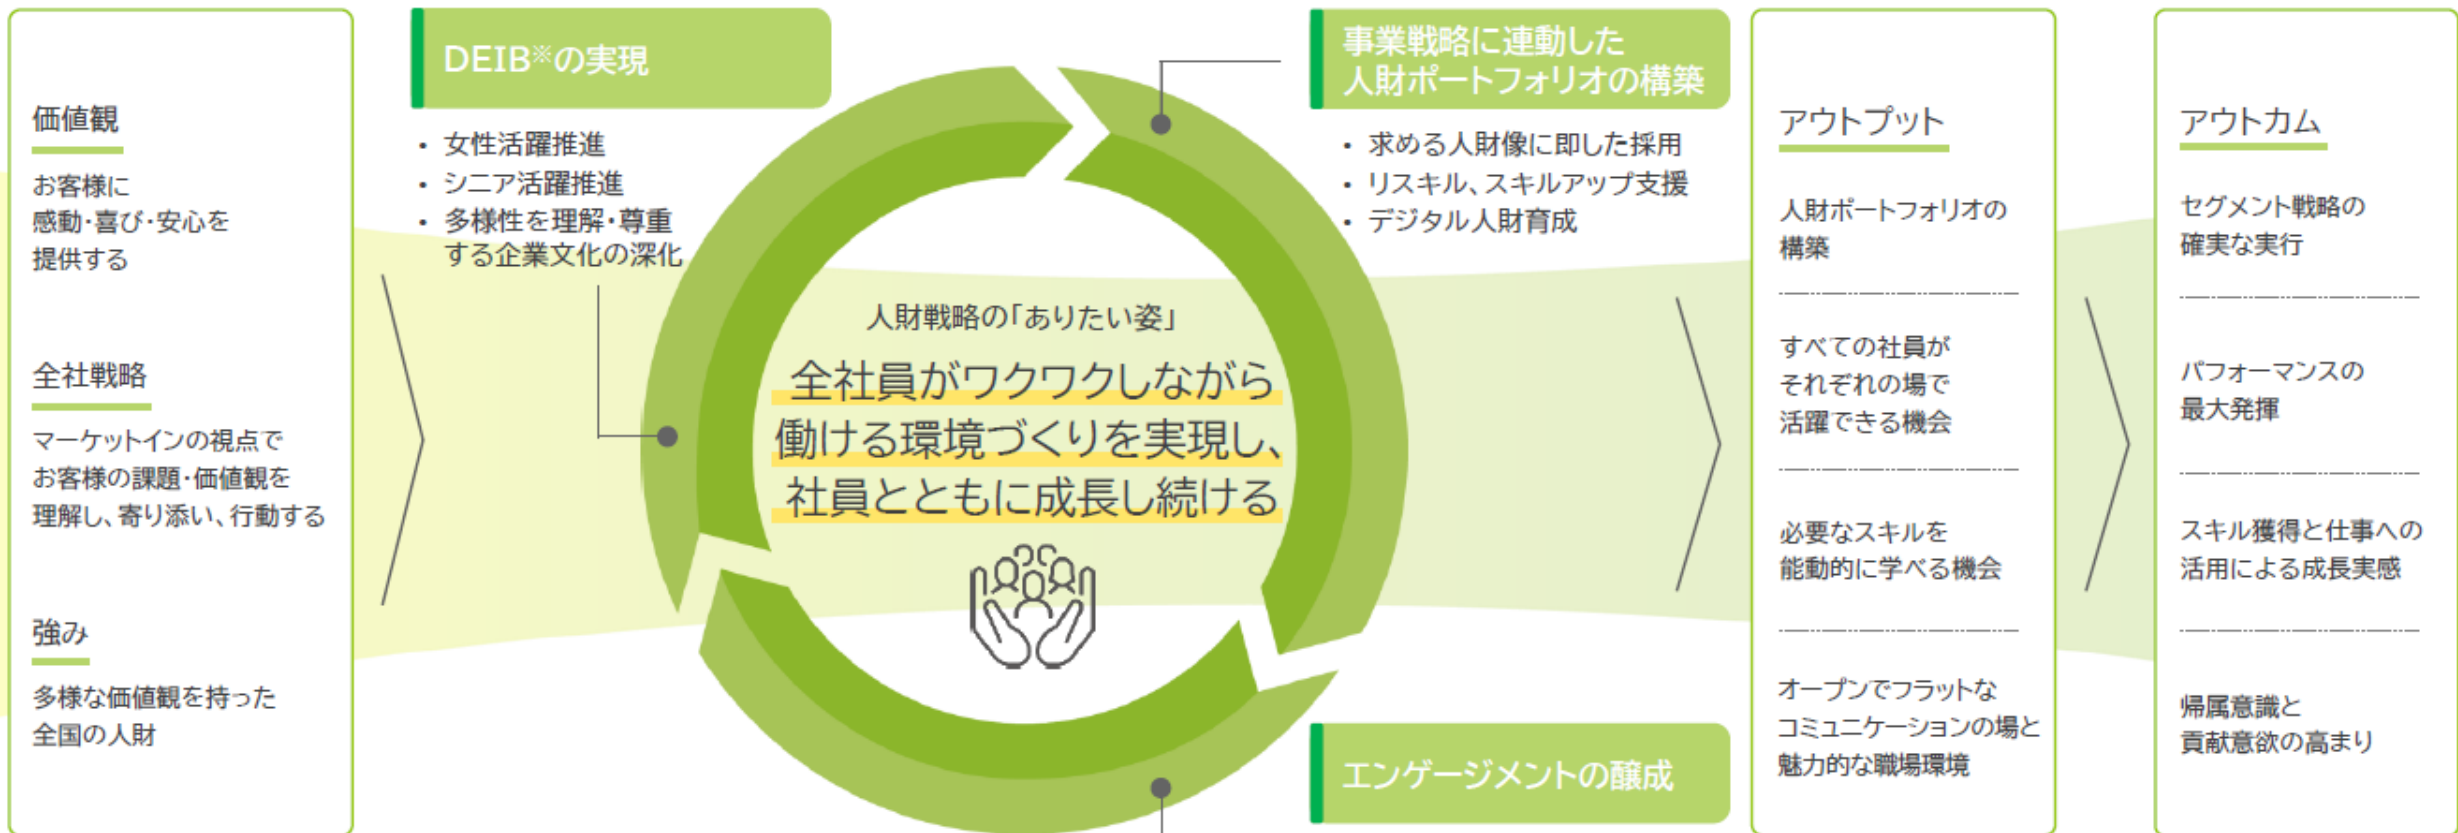 価値観
お客様に
感動・喜び・安心を
提供する
全社戦略
マーケットインの視点で
お客様の課題・価値観を
理解し、寄り添い、行動する
強み
多様な価値観を持った
全国の人財
DEIB※の実現
・女性活躍推進
・シニア活躍推進
・多様性を理解・尊重
する企業文化の深化
事業戦略に連動した
人財ポートフォリオの構築
・求める人財像に即した採用
・リスキル、スキルアップ支援
・デジタル人財育成
人財戦略の「ありたい姿」
全社員がワクワクしながら
働ける環境づくりを実現し、
社員とともに成長し続ける
エンゲージメントの醸成
アウトプット
人財ポートフォリオの
構築
すべての社員が
それぞれの場で
活躍できる機会
必要なスキルを
能動的に学べる機会
オープンでフラットな
コミュニケーションの場と
魅力的な職場環境
アウトカム
セグメント戦略の
確実な実行
パフォーマンスの
最大発揮
スキル獲得と仕事への
活用による成長実感
帰属意識と
貢献意欲の高まり